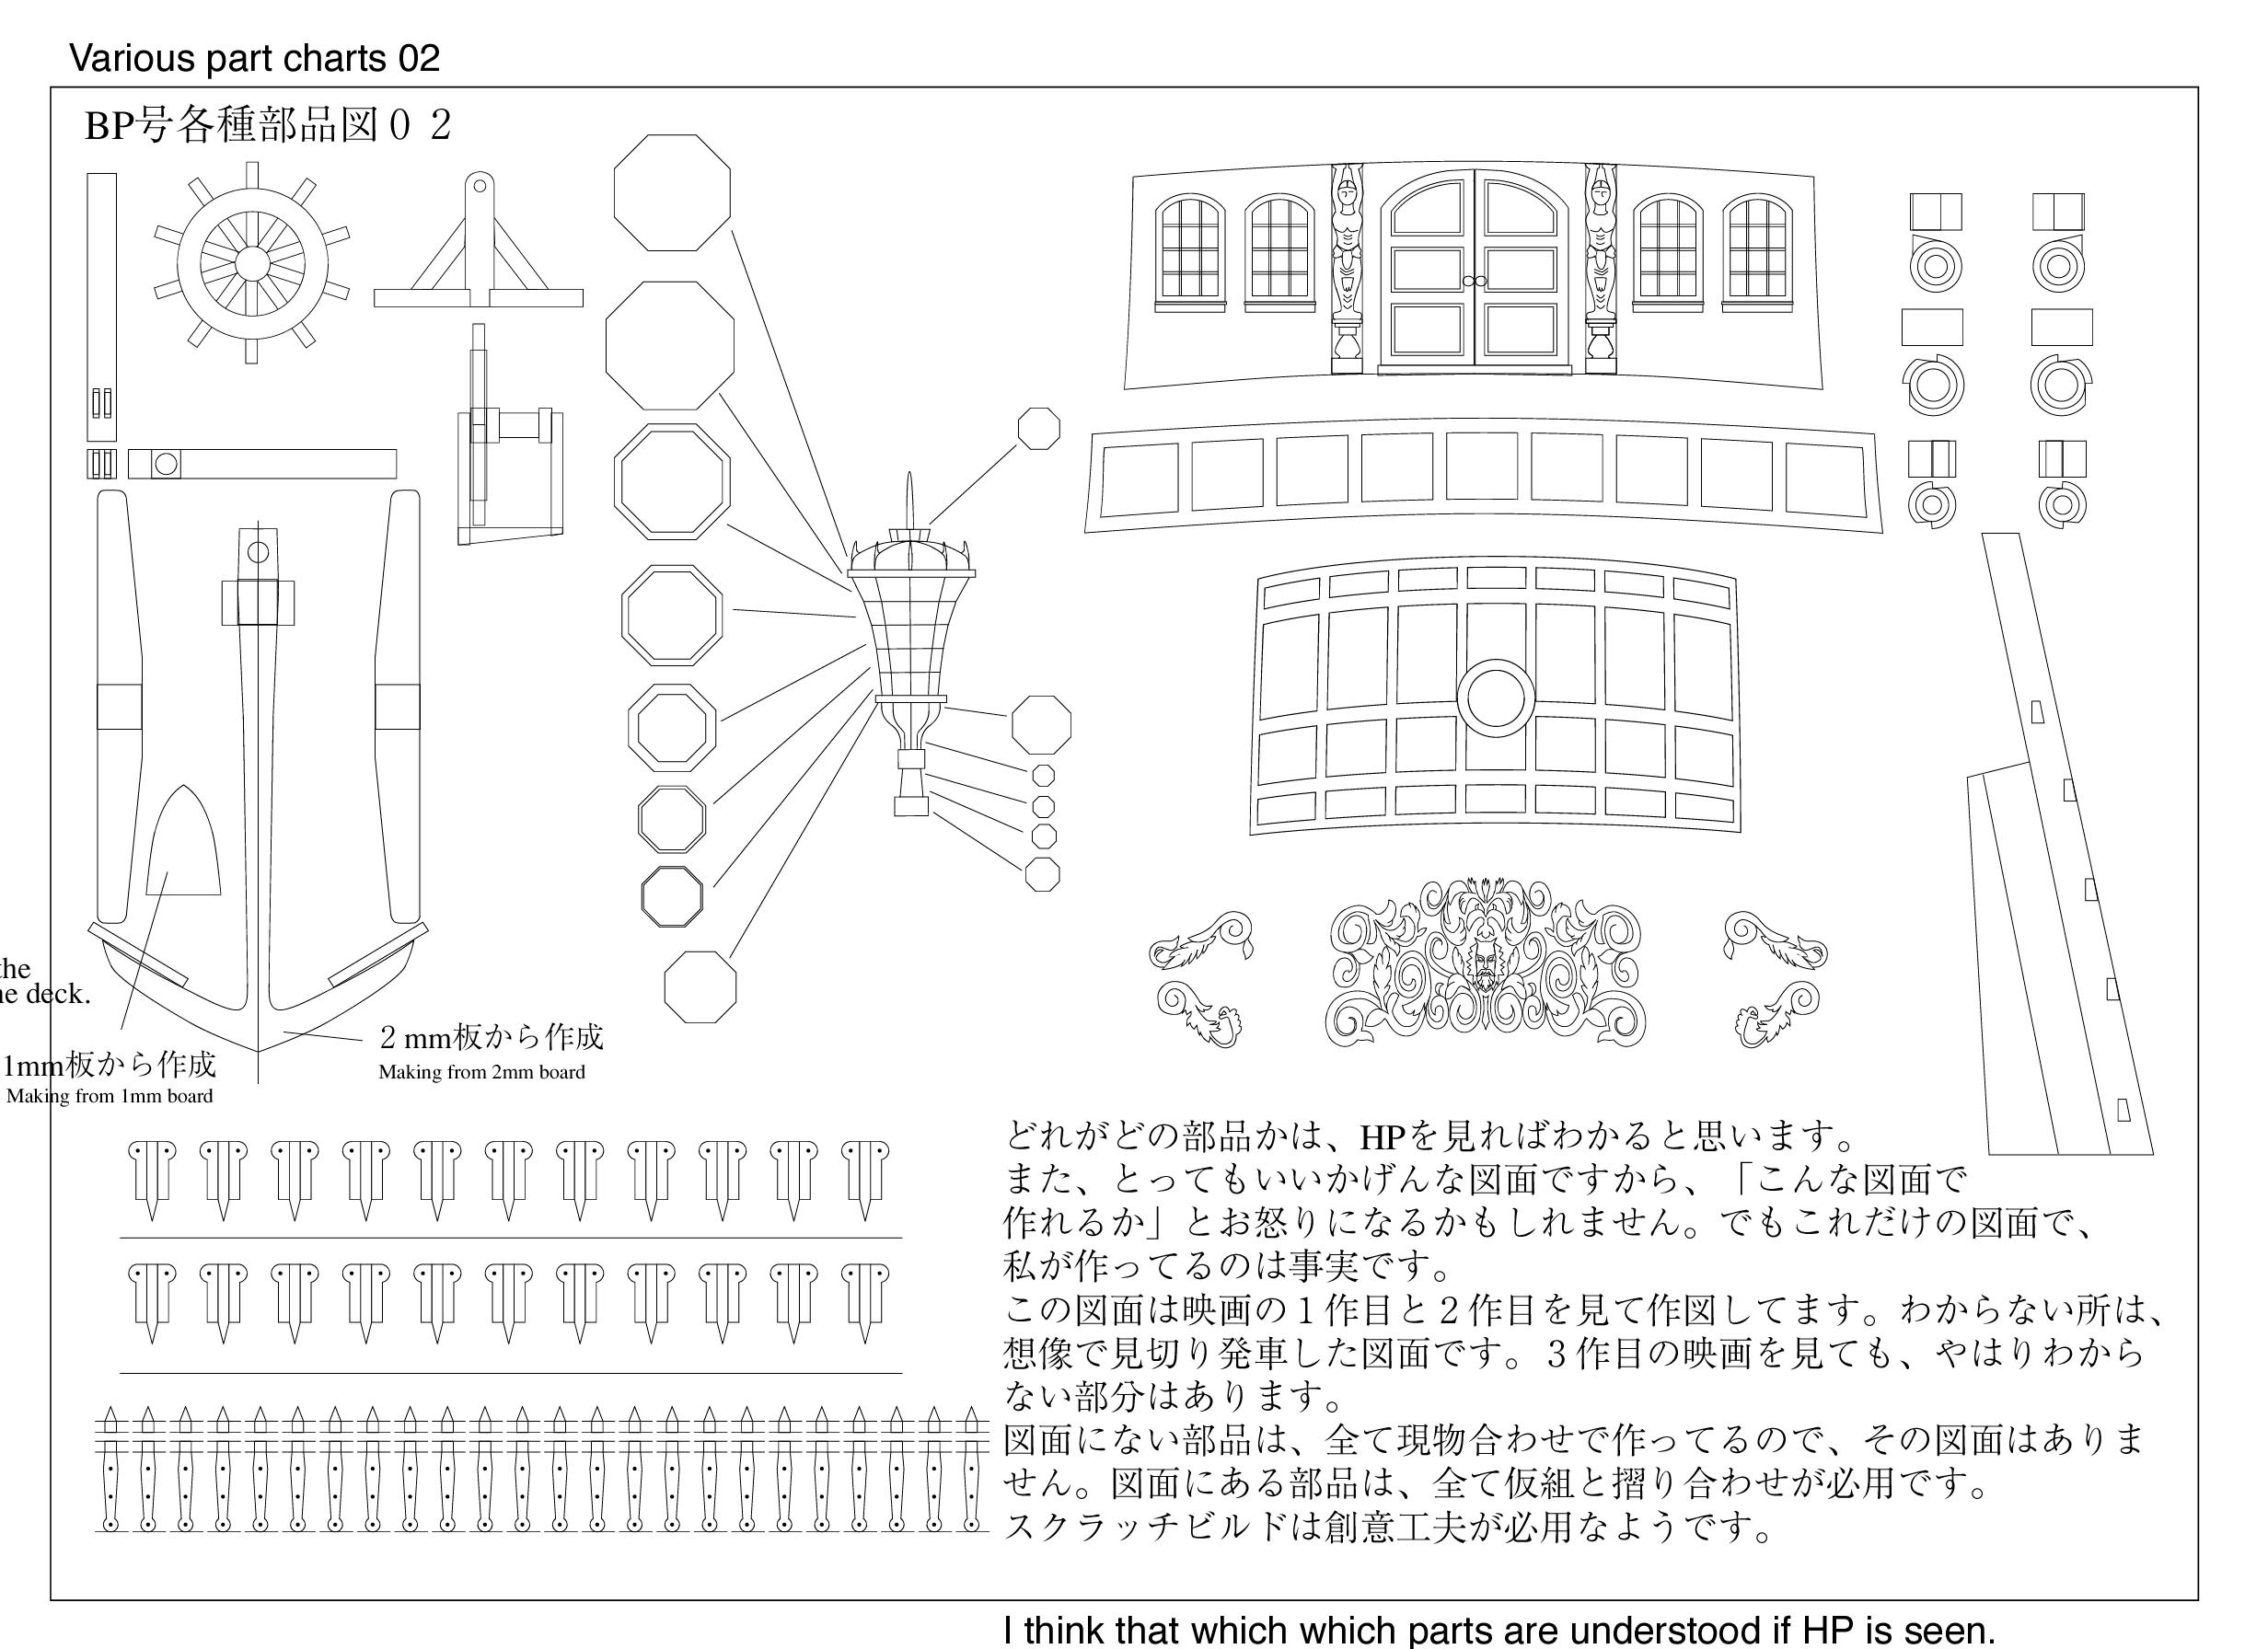 Various part charts 02
BP号各種部品図０２
the
ne deck.
２mm板から作成
Making from 2mm board
1mm板から作成
Making from 1mm board
どれがどの部品かは、HPを見ればわかると思います。
また、とってもいいかげんな図面ですから、「こんな図面で
作れるか」とお怒りになるかもしれません。でもこれだけの図面で、
私が作ってるのは事実です。
この図面は映画の１作目と２作目を見て作図してます。わからない所は、
想像で見切り発車した図面です。３作目の映画を見ても、やはりわから
ない部分はあります。
図面にない部品は、全て現物合わせで作ってるので、その図面はありま
せん。図面にある部品は、全て仮組と摺り合わせが必用です。
スクラッチビルドは創意工夫が必用なようです。
I think that which which parts are understood if HP is seen.